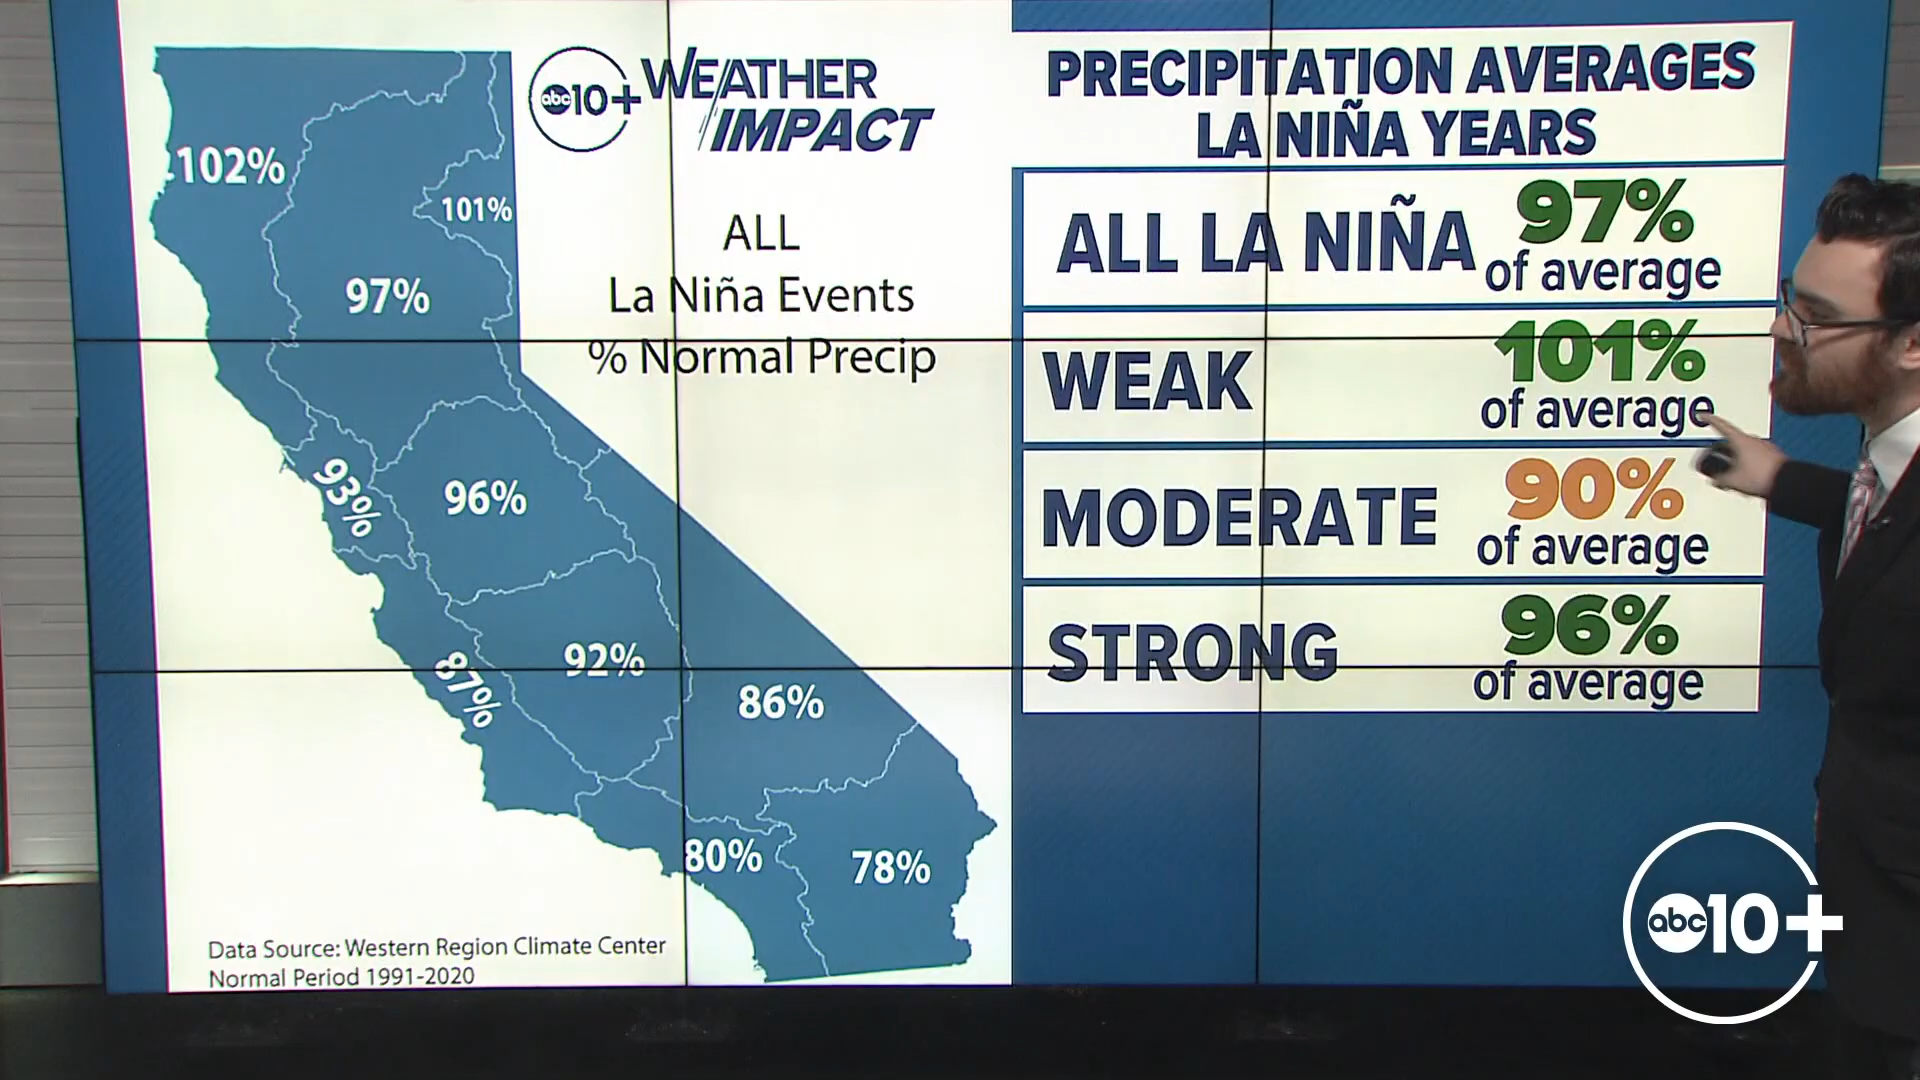 abc10+ WEATHER
IMPACT
ALL
La Niña Events
% Normal Precip
102%
101%
97%
93%
96%
87%
92%
86%
80%
78%
Data Source: Western Region Climate Center
Normal Period 1991-2020
PRECIPITATION AVERAGES
LA NIÑA YEARS
ALL LA NIÑA 97%
of average
WEAK 101%
of average
MODERATE 90%
of average
STRONG 96%
of average
abc10+